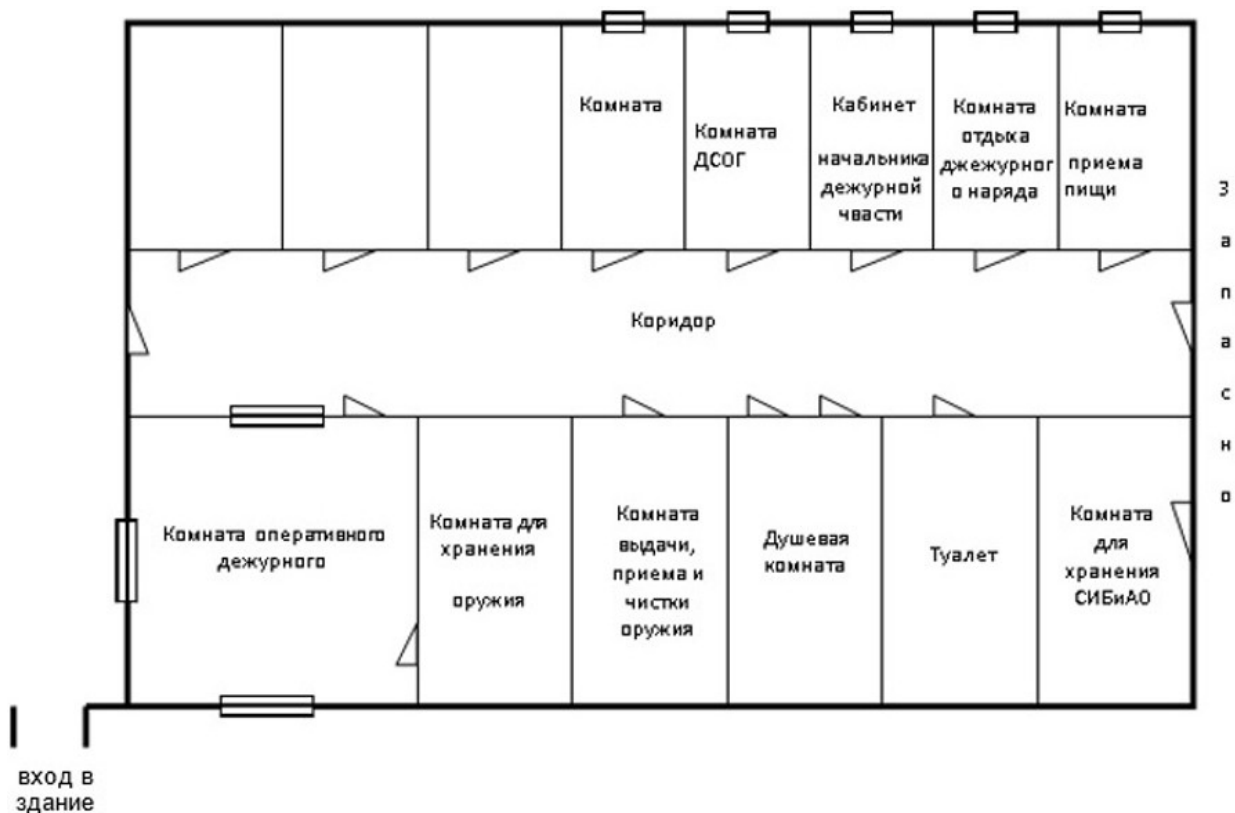 Комната
Комната
ДСОГ
Кабинет
начальника
дежурной
чвасти
Комната
отдыха
джежурног
о наряда
Комната
приема
пищи
З
а
п
а
с
н
о
Коридор
Комната оперативного
дежурного
Комната для
хранения
оружия
Комната
выдачи,
приема и
чистки
оружия
Душевая
комната
Туалет
Комната
для
хранения
СИБиАО
вход в
здание